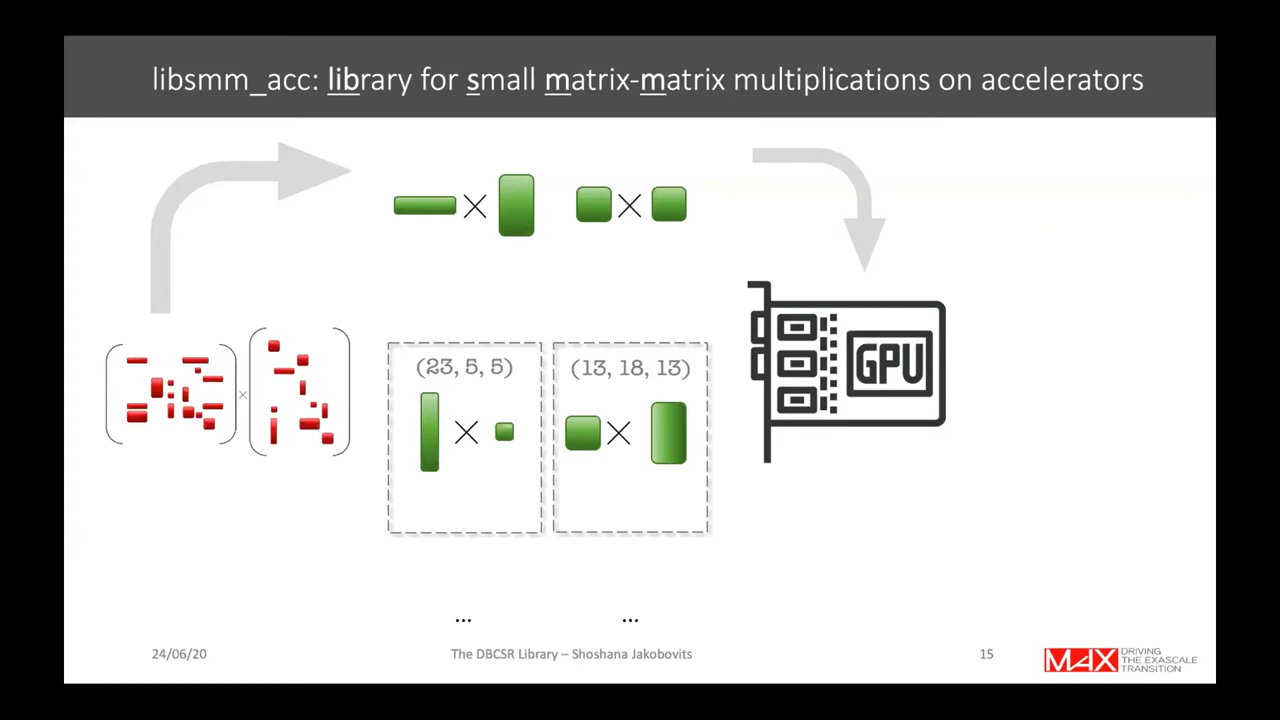 libsmm_acc: library for small matrix-matrix multiplications on accelerators
(23, 5, 5)
(13, 18, 13)
GPU
...
...
24/06/20
The DBCSR Library – Shoshana Jakobovits
15
MAX
DRIVING
THE EXASCALE
TRANSITION